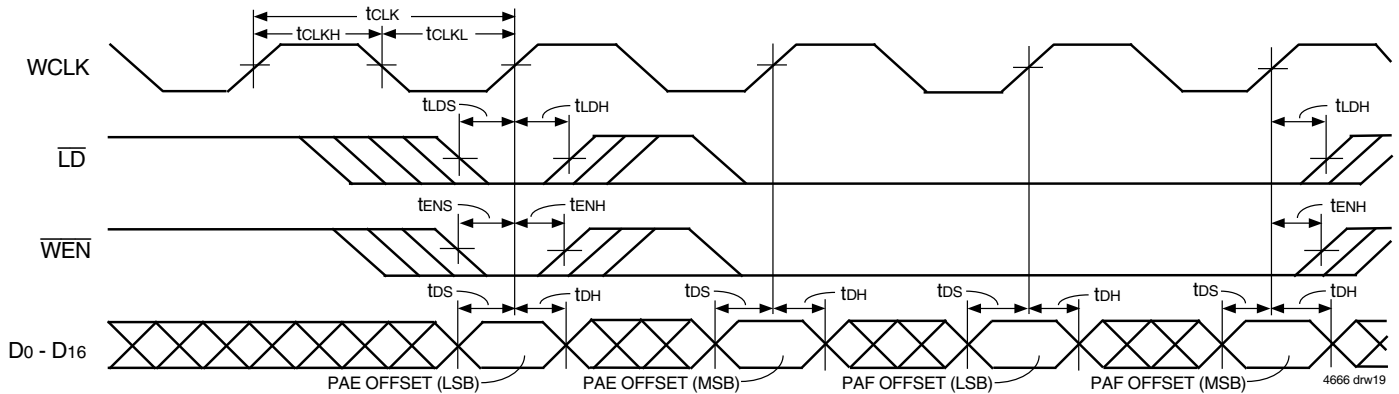 tCLK
tCLKH tCLKL
WCLK
tLDS tLDH tLDH
LD
tENS tENH tENH
WEN
tDS tDH tDS tDH tDS tDH tDS tDH
D0 - D16
PAE OFFSET (LSB) PAE OFFSET (MSB) PAF OFFSET (LSB) PAF OFFSET (MSB) 4666 drw19